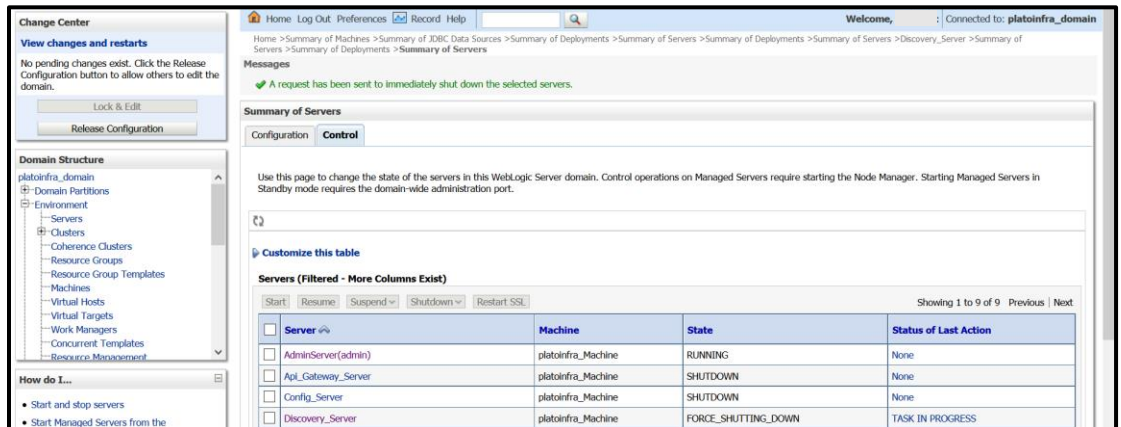 Change Center
View changes and restarts
No pending changes exist. Click the Release
Configuration button to allow others to edit the
domain.
Lock & Edit
Release Configuration
Domain Structure
platoinfra_domain
Domain Partitions
Environment
Servers
Clusters
Coherence Clusters
Resource Groups
Resource Group Templates
Machines
Virtual Hosts
Virtual Targets
Work Managers
Concurrent Templates
Resource Management
How do I...
Start and stop servers
Start Managed Servers from the
Home Log Out Preferences Record Help
Welcome, : Connected to: platoinfra_domain
Home >Summary of Machines >Summary of JDBC Data Sources >Summary of Deployments >Summary of Servers >Summary of Deployments >Summary of Servers >Discovery_Server >Summary of
Servers >Summary of Deployments >Summary of Servers
Messages
A request has been sent to immediately shut down the selected servers.
Summary of Servers
Configuration Control
Use this page to change the state of the servers in this WebLogic Server domain. Control operations on Managed Servers require starting the Node Manager. Starting Managed Servers in
Standby mode requires the domain-wide administration port.
Customize this table
Servers (Filtered - More Columns Exist)
Start Resume Suspend Shutdown Restart SSL Showing 1 to 9 of 9 Previous | Next
Server Machine State Status of Last Action
AdminServer(admin) platoinfra_Machine RUNNING None
Api_Gateway_Server platoinfra_Machine SHUTDOWN None
Config_Server platoinfra_Machine SHUTDOWN None
Discovery_Server platoinfra_Machine FORCE_SHUTTING_DOWN TASK IN PROGRESS